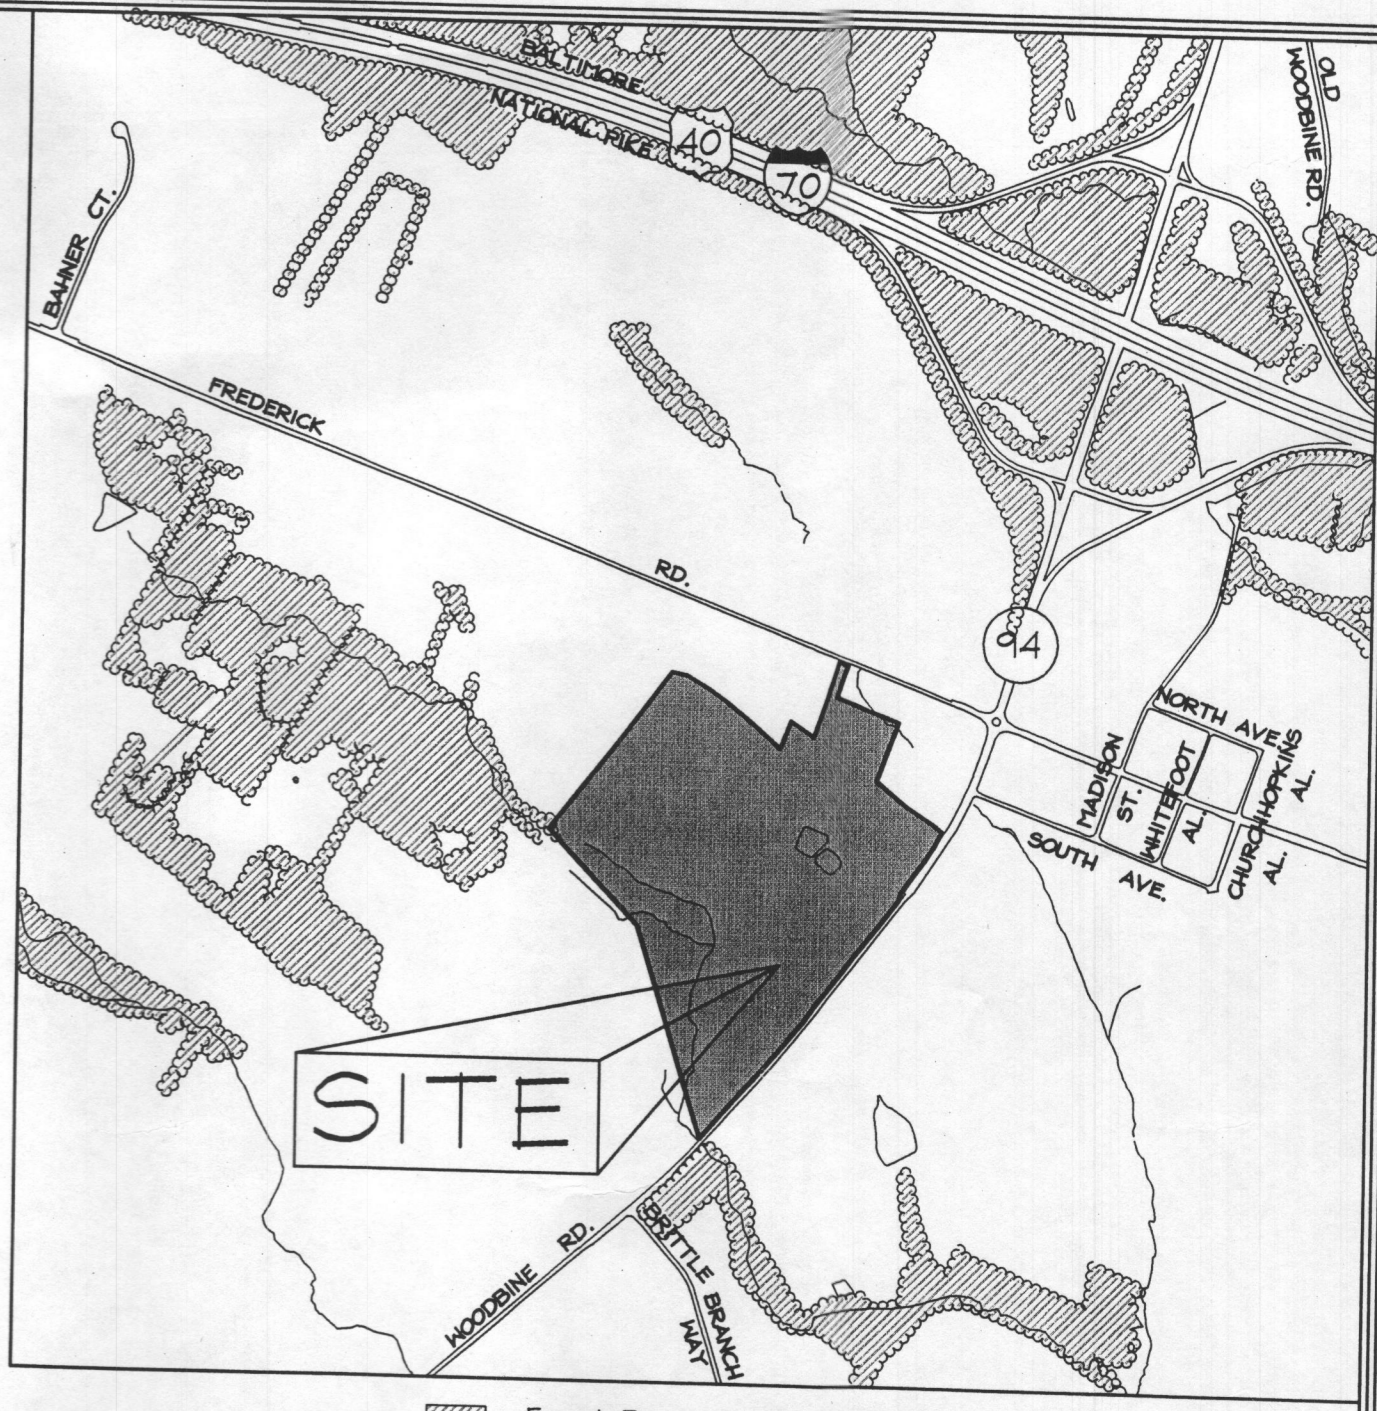 BALTIMORE
NATIONAL PIKE
40
70
OLD
WOODBINE RD.
BAHNER CT.
FREDERICK
RD.
94
NORTH AVE.
MADISON
ST.
WHITEFOOT
AL.
CHURCH
AL.
HOPKINS
AL.
SOUTH AVE.
SITE
WOODBINE RD.
BRITTLE BRANCH
WAY